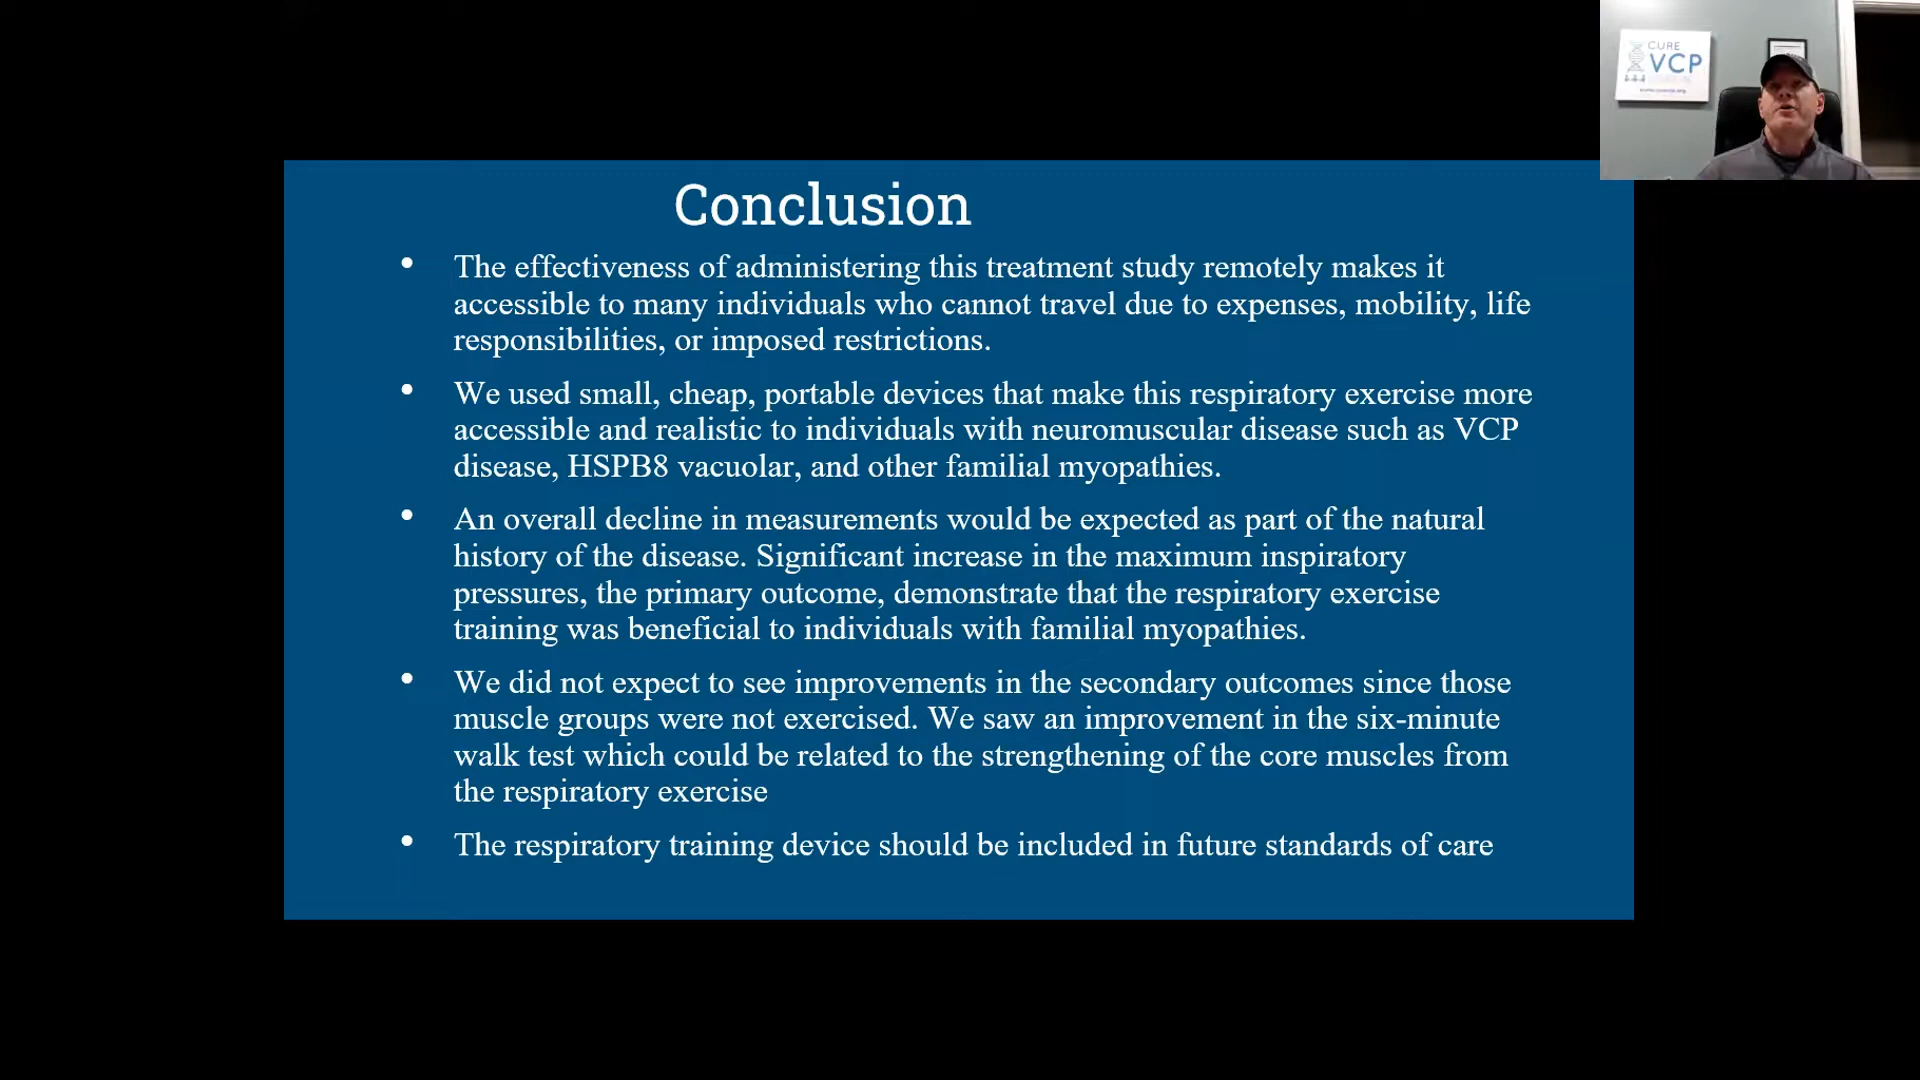 CURE
VCP
Conclusion
• The effectiveness of administering this treatment study remotely makes it
accessible to many individuals who cannot travel due to expenses, mobility, life
responsibilities, or imposed restrictions.
• We used small, cheap, portable devices that make this respiratory exercise more
accessible and realistic to individuals with neuromuscular disease such as VCP
disease, HSPB8 vacuolar, and other familial myopathies.
• An overall decline in measurements would be expected as part of the natural
history of the disease. Significant increase in the maximum inspiratory
pressures, the primary outcome, demonstrate that the respiratory exercise
training was beneficial to individuals with familial myopathies.
• We did not expect to see improvements in the secondary outcomes since those
muscle groups were not exercised. We saw an improvement in the six-minute
walk test which could be related to the strengthening of the core muscles from
the respiratory exercise
• The respiratory training device should be included in future standards of care